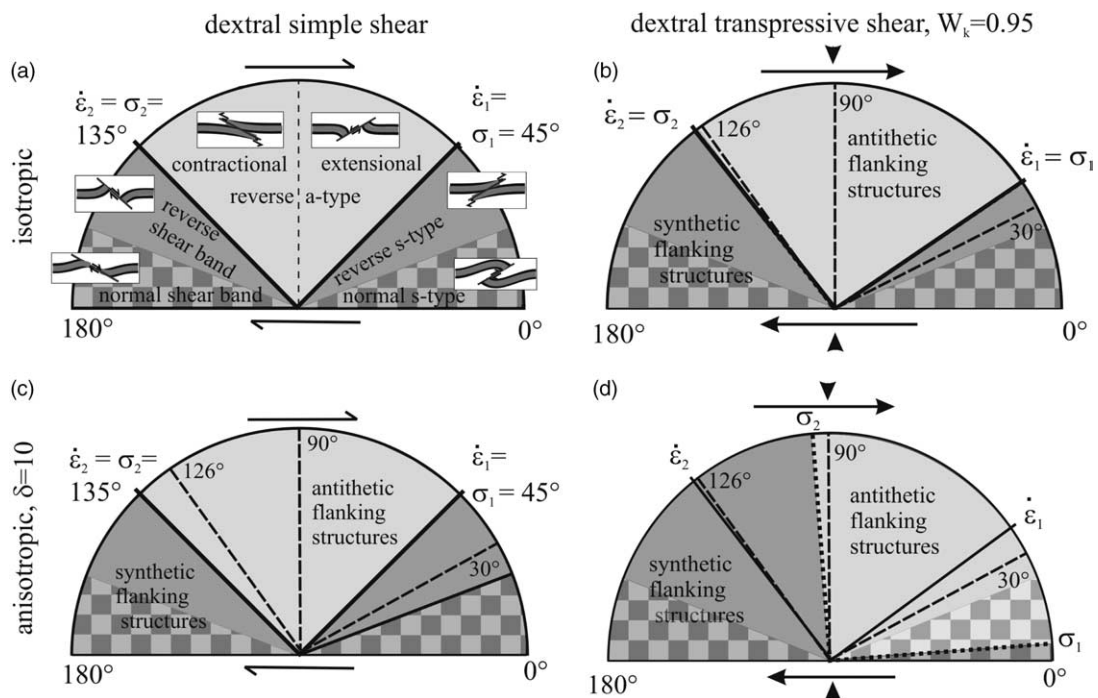 dextral simple shear
dextral transpressive shear, Wk=0.95
isotropic
(a)
ε̇2 = σ2=
135°
ε̇1=
σ1 = 45°
contractional
extensional
reverse a-type
reverse shear band
reverse s-type
normal shear band
normal s-type
180°
0°
(b)
ε̇2= σ2
126°
90°
antithetic
flanking
structures
ε̇1= σ1
synthetic
flanking
structures
30°
180°
0°
anisotropic, δ=10
(c)
ε̇2 = σ2=
135°
126°
90°
ε̇1=
σ1 = 45°
antithetic
flanking
structures
synthetic
flanking
structures
30°
180°
0°
(d)
σ2
ε̇2
126°
90°
antithetic
flanking
structures
ε̇1
synthetic
flanking
structures
30°
σ1
180°
0°